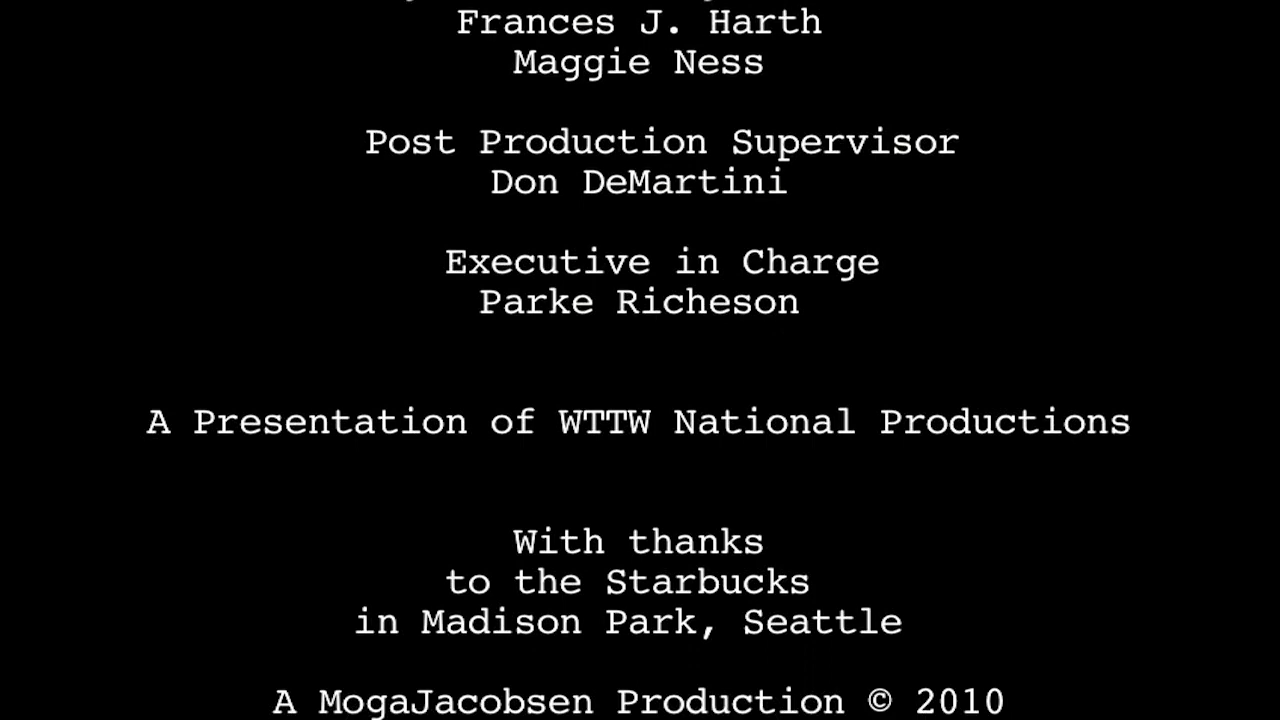 Frances J. Harth
Maggie Ness
Post Production Supervisor
Don DeMartini
Executive in Charge
Parke Richeson
A Presentation of WTTW National Productions
With thanks
to the Starbucks
in Madison Park, Seattle
A MogaJacobsen Production © 2010